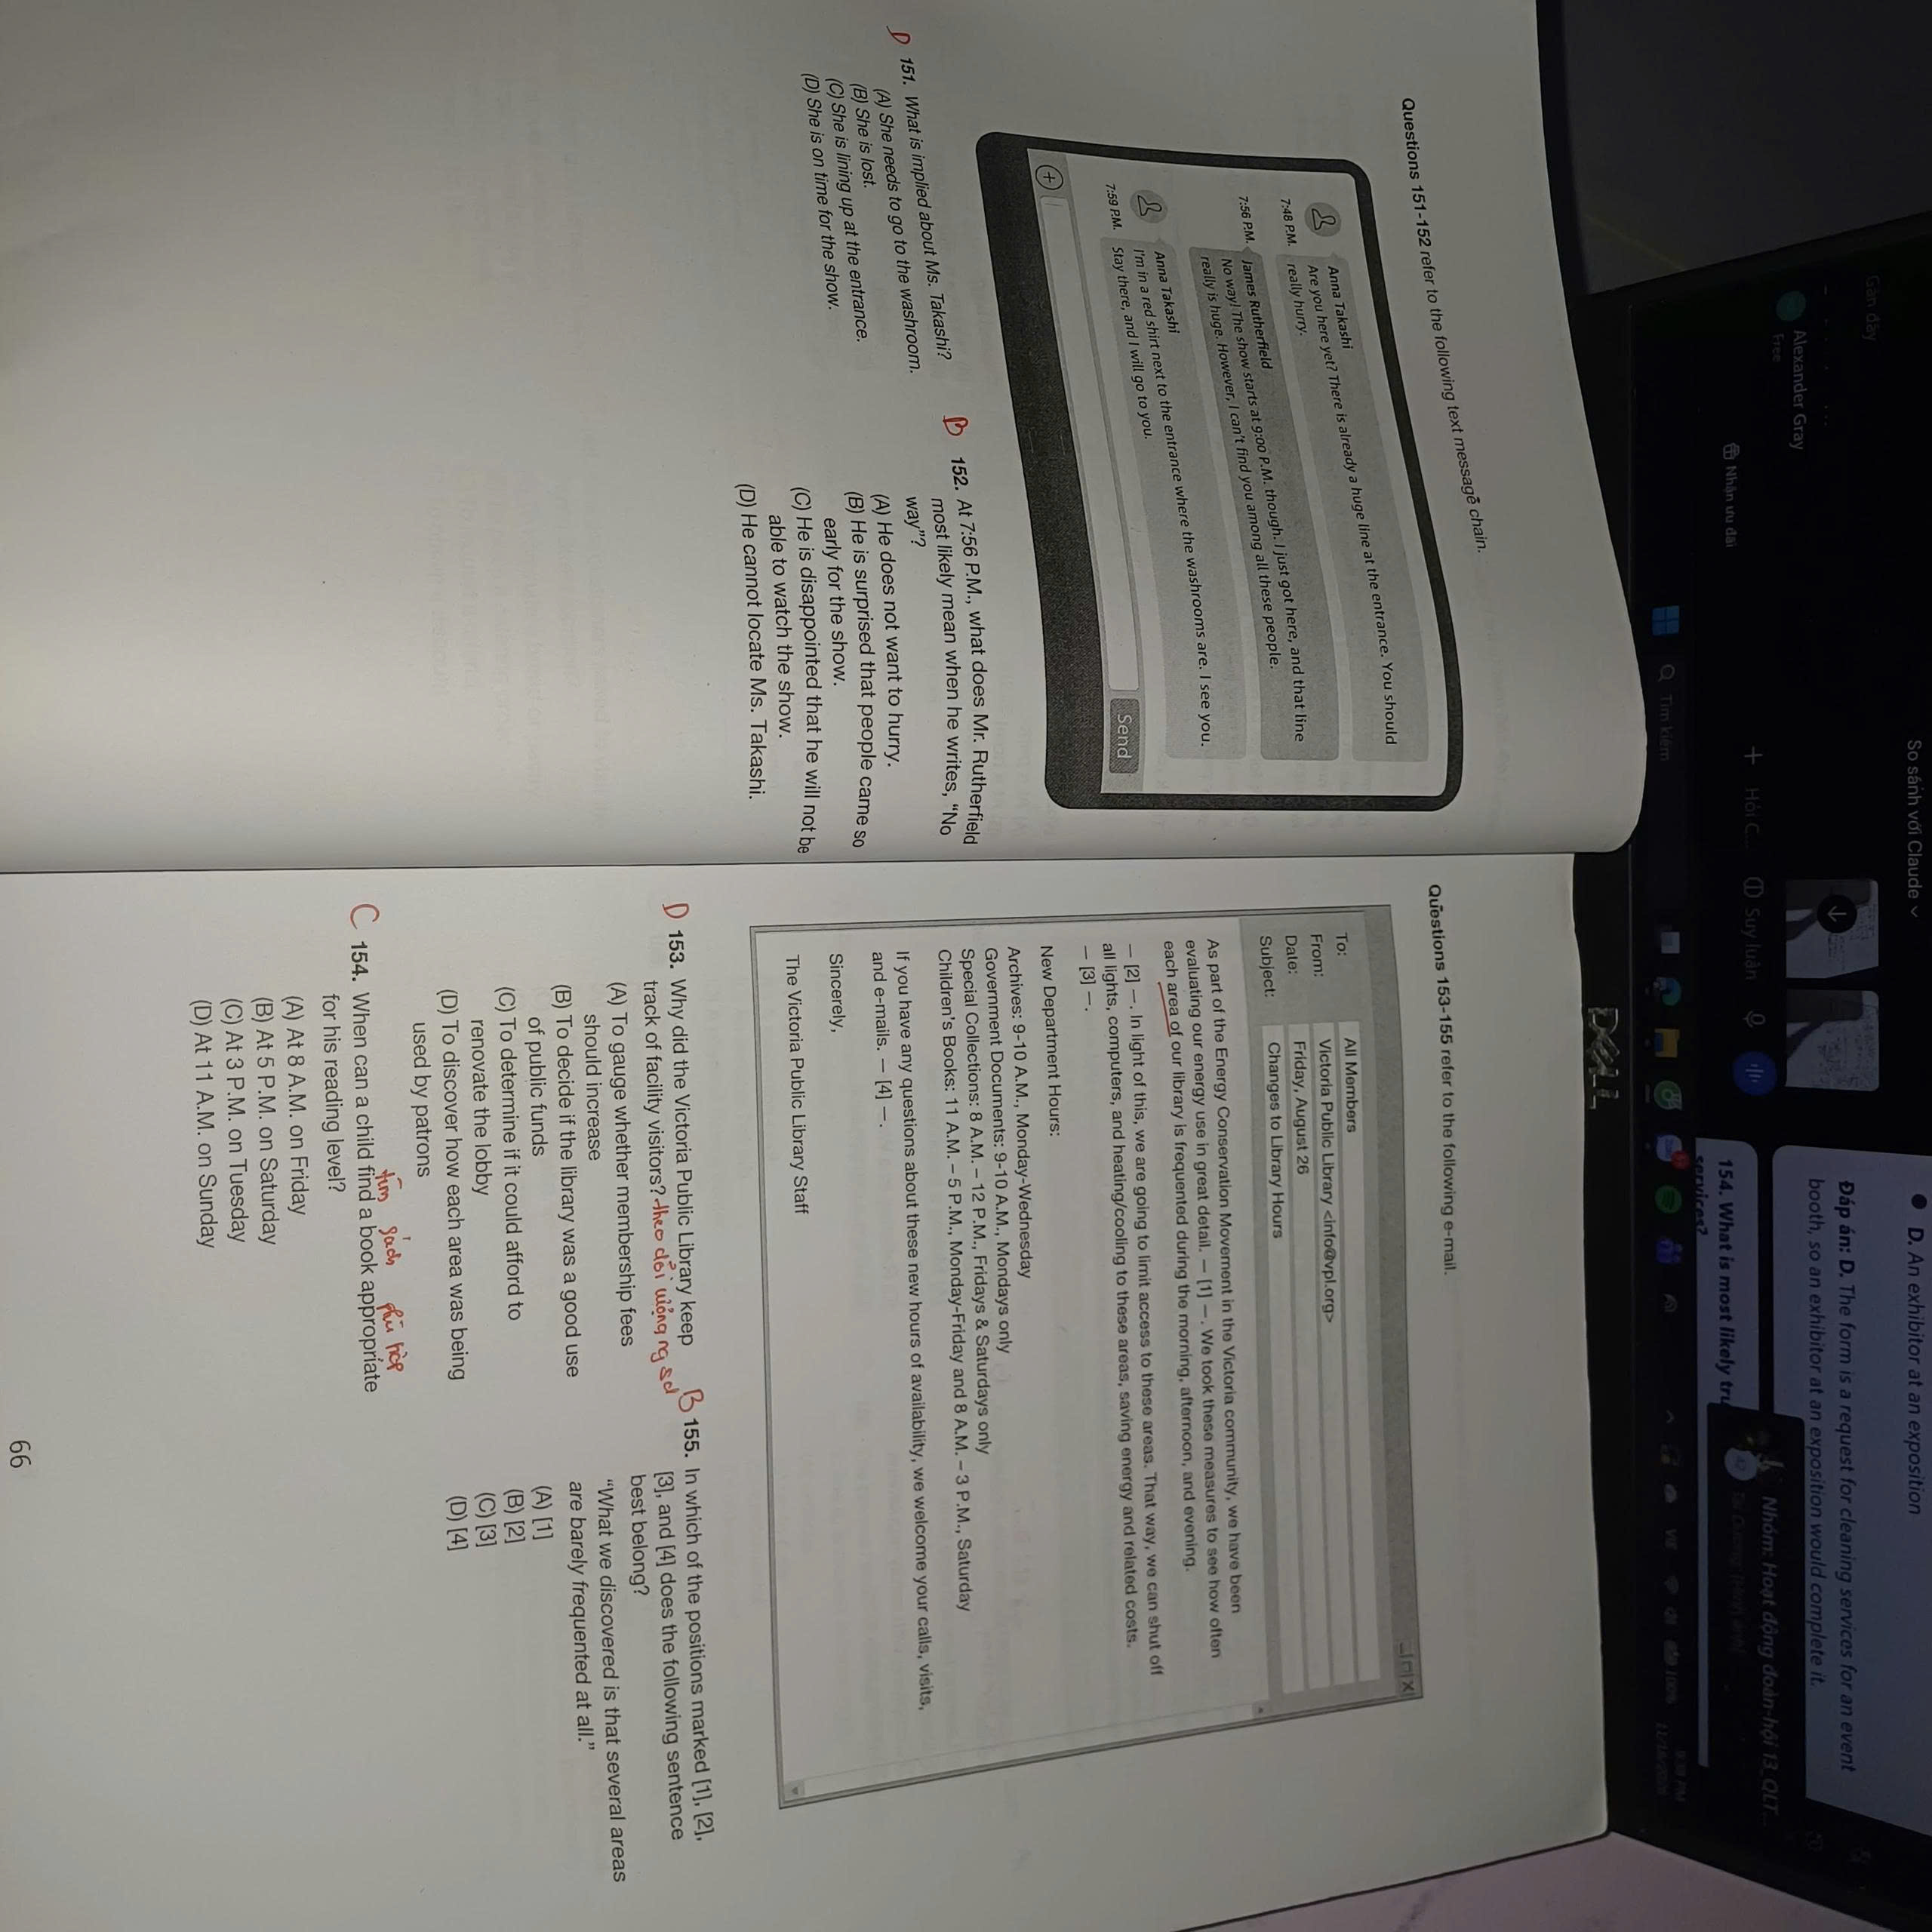 Questions 151-152 refer to the following text message chain.
Anna Takashi
Are you here yet? There is already a huge line at the entrance. You should
7:48 P.M. really hurry.
James Rutherfield
7:56 P.M. No way! The show starts at 9:00 P.M. though. I just got here, and that line
really is huge. However, I can't find you among all these people.
Anna Takashi
I'm in a red shirt next to the entrance where the washrooms are. I see you.
7:59 P.M. Stay there, and I will go to you.
Send
D 151. What is implied about Ms. Takashi?
(A) She needs to go to the washroom.
(B) She is lost.
(C) She is lining up at the entrance.
(D) She is on time for the show.
B 152. At 7:56 P.M., what does Mr. Rutherfield
most likely mean when he writes, "No
way"?
(A) He does not want to hurry.
(B) He is surprised that people came so
early for the show.
(C) He is disappointed that he will not be
able to watch the show.
(D) He cannot locate Ms. Takashi.
Questions 153-155 refer to the following e-mail.
To: All Members
From: Victoria Public Library <info@vpl.org>
Date: Friday, August 26
Subject: Changes to Library Hours
As part of the Energy Conservation Movement in the Victoria community, we have been
evaluating our energy use in great detail. — [1] —. We took these measures to see how often
each area of our library is frequented during the morning, afternoon, and evening.
— [2] —. In light of this, we are going to limit access to these areas. That way, we can shut off
all lights, computers, and heating/cooling to these areas, saving energy and related costs.
— [3] —.
New Department Hours:
Archives: 9-10 A.M., Monday-Wednesday
Government Documents: 9-10 A.M., Mondays only
Special Collections: 8 A.M. – 12 P.M., Fridays & Saturdays only
Children's Books: 11 A.M. – 5 P.M., Monday-Friday and 8 A.M. – 3 P.M., Saturday
If you have any questions about these new hours of availability, we welcome your calls, visits,
and e-mails. — [4] —.
Sincerely,
The Victoria Public Library Staff
D 153. Why did the Victoria Public Library keep
track of facility visitors? theo dõi lượng ng sd
(A) To gauge whether membership fees
should increase
(B) To decide if the library was a good use
of public funds
(C) To determine if it could afford to
renovate the lobby
(D) To discover how each area was being
used by patrons
tìm sách phù hợp
C 154. When can a child find a book appropriate
for his reading level?
(A) At 8 A.M. on Friday
(B) At 5 P.M. on Saturday
(C) At 3 P.M. on Tuesday
(D) At 11 A.M. on Sunday
B 155. In which of the positions marked [1], [2],
[3], and [4] does the following sentence
best belong?
"What we discovered is that several areas
are barely frequented at all."
(A) [1]
(B) [2]
(C) [3]
(D) [4]
66
Gần đây
Alexander Gray
Free
Nhận ưu đãi
So sánh với Claude
Hỏi C...
Suy luận
Tìm kiếm
DELL
D. An exhibitor at an exposition
Đáp án: D. The form is a request for cleaning services for an event
booth, so an exhibitor at an exposition would complete it.
154. What is most likely tru
services?
Nhóm: Hoạt động đoàn-hội 13_QLT...
VIE
100%